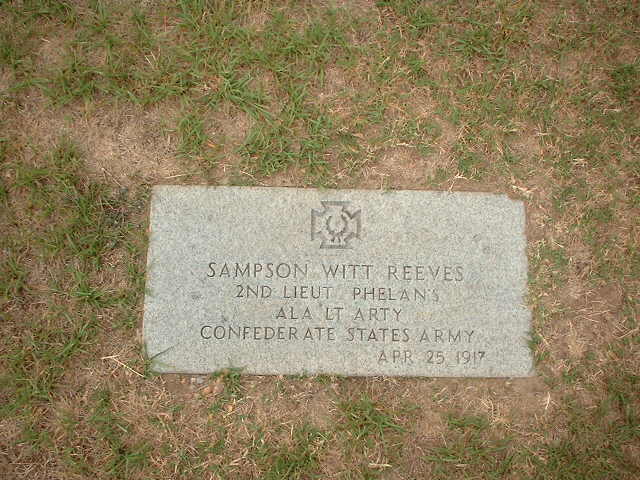 SAMPSON WITT REEVES
2ND LIEUT PHELAN'S
ALA LT ARTY
CONFEDERATE STATES ARMY
APR 25 1917